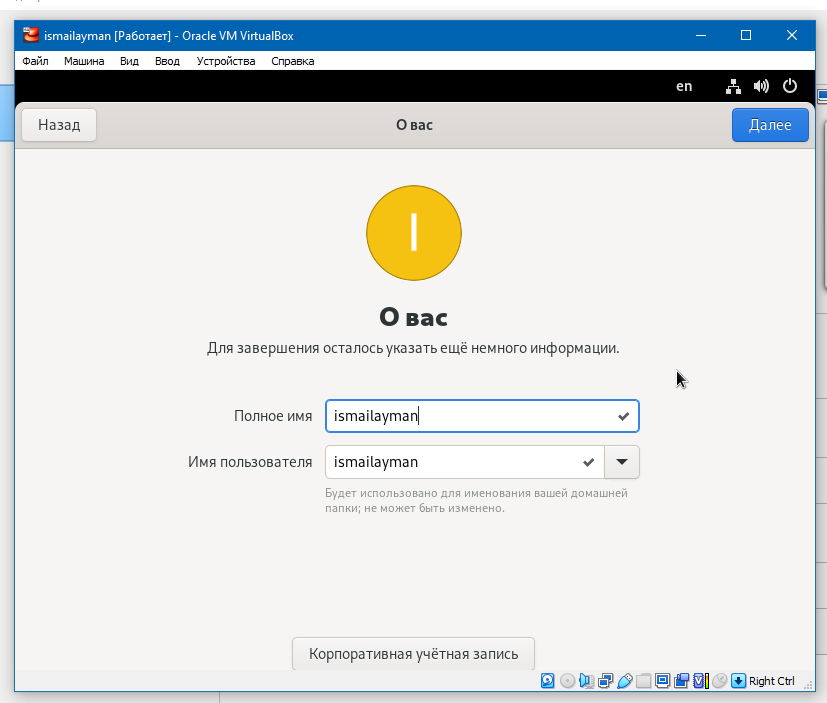 ismailayman [Работает] - Oracle VM VirtualBox
Файл Машина Вид Ввод Устройства Справка
en
Назад О вас Далее
I
О вас
Для завершения осталось указать ещё немного информации.
Полное имя ismailayman
Имя пользователя ismailayman
Будет использовано для именования вашей домашней
папки; не может быть изменено.
Корпоративная учётная запись
Right Ctrl